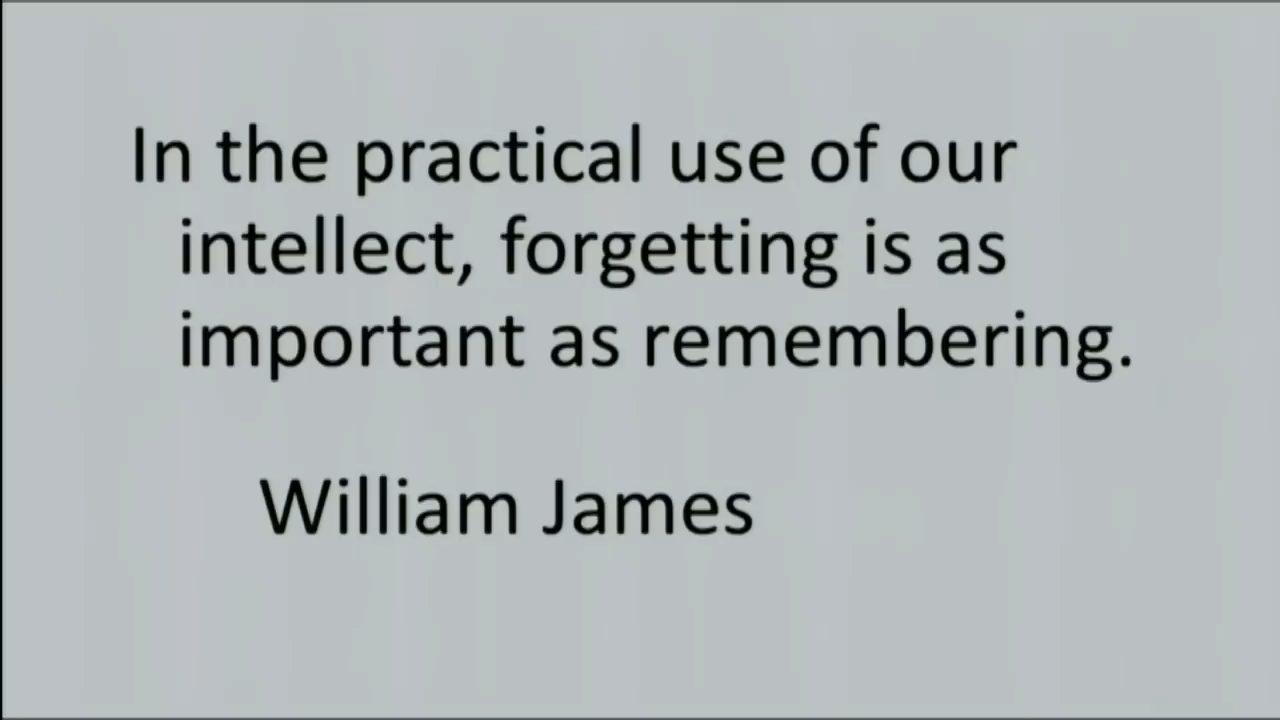 In the practical use of our
intellect, forgetting is as
important as remembering.
William James